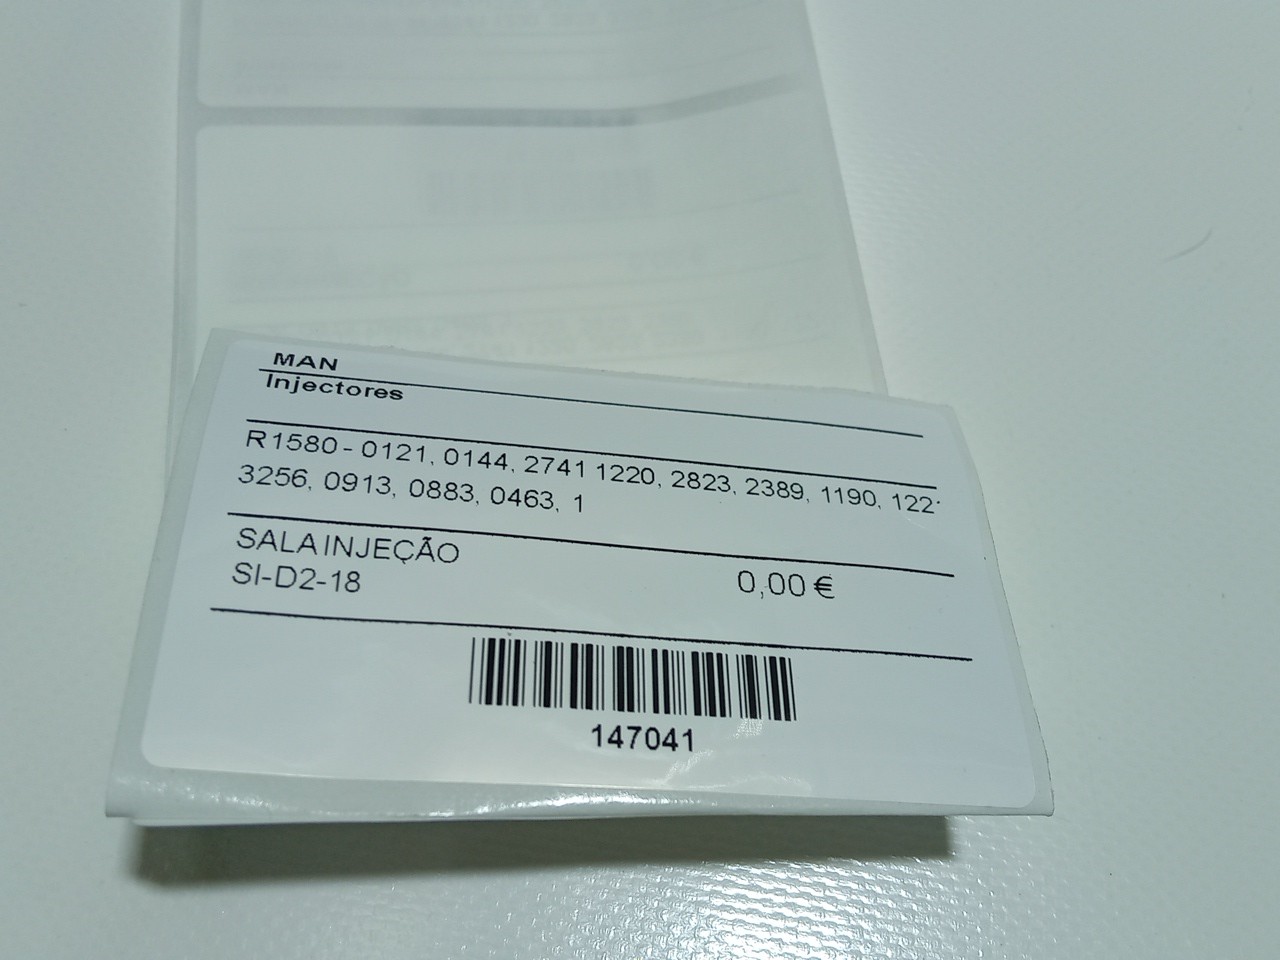 MAN
Injectores
R1580- 0121, 0144, 2741 1220, 2823, 2389, 1190, 122
3256, 0913, 0883, 0463, 1
SALA INJEÇÃO
SI-D2-18
0,00 €
147041